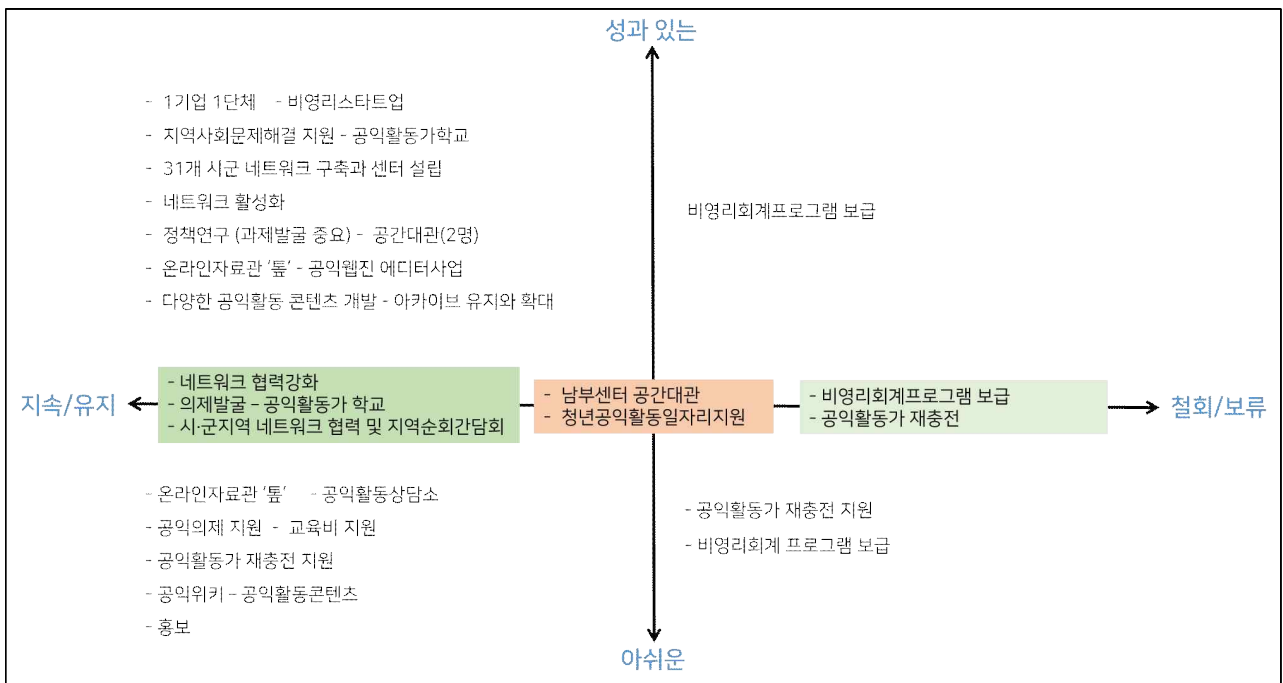 성과 있는
- 1기업 1단체 - 비영리스타트업
- 지역사회문제해결 지원 - 공익활동가학교
- 31개 시군 네트워크 구축과 센터 설립
- 네트워크 활성화
- 정책연구 (과제발굴 중요) - 공간대관(2명)
- 온라인자료관 '톺' - 공익웹진 에디터사업
- 다양한 공익활동 콘텐츠 개발 - 아카이브 유지와 확대
비영리회계프로그램 보급
지속/유지
- 네트워크 협력강화
- 의제발굴 – 공익활동가 학교
- 시·군지역 네트워크 협력 및 지역순회간담회
- 남부센터 공간대관
- 청년공익활동일자리지원
- 비영리회계프로그램 보급
- 공익활동가 재충전
철회/보류
- 온라인자료관 '톺' - 공익활동상담소
- 공익의제 지원 - 교육비 지원
- 공익활동가 재충전 지원
- 공익위키 – 공익활동콘텐츠
- 홍보
- 공익활동가 재충전 지원
- 비영리회계 프로그램 보급
아쉬운